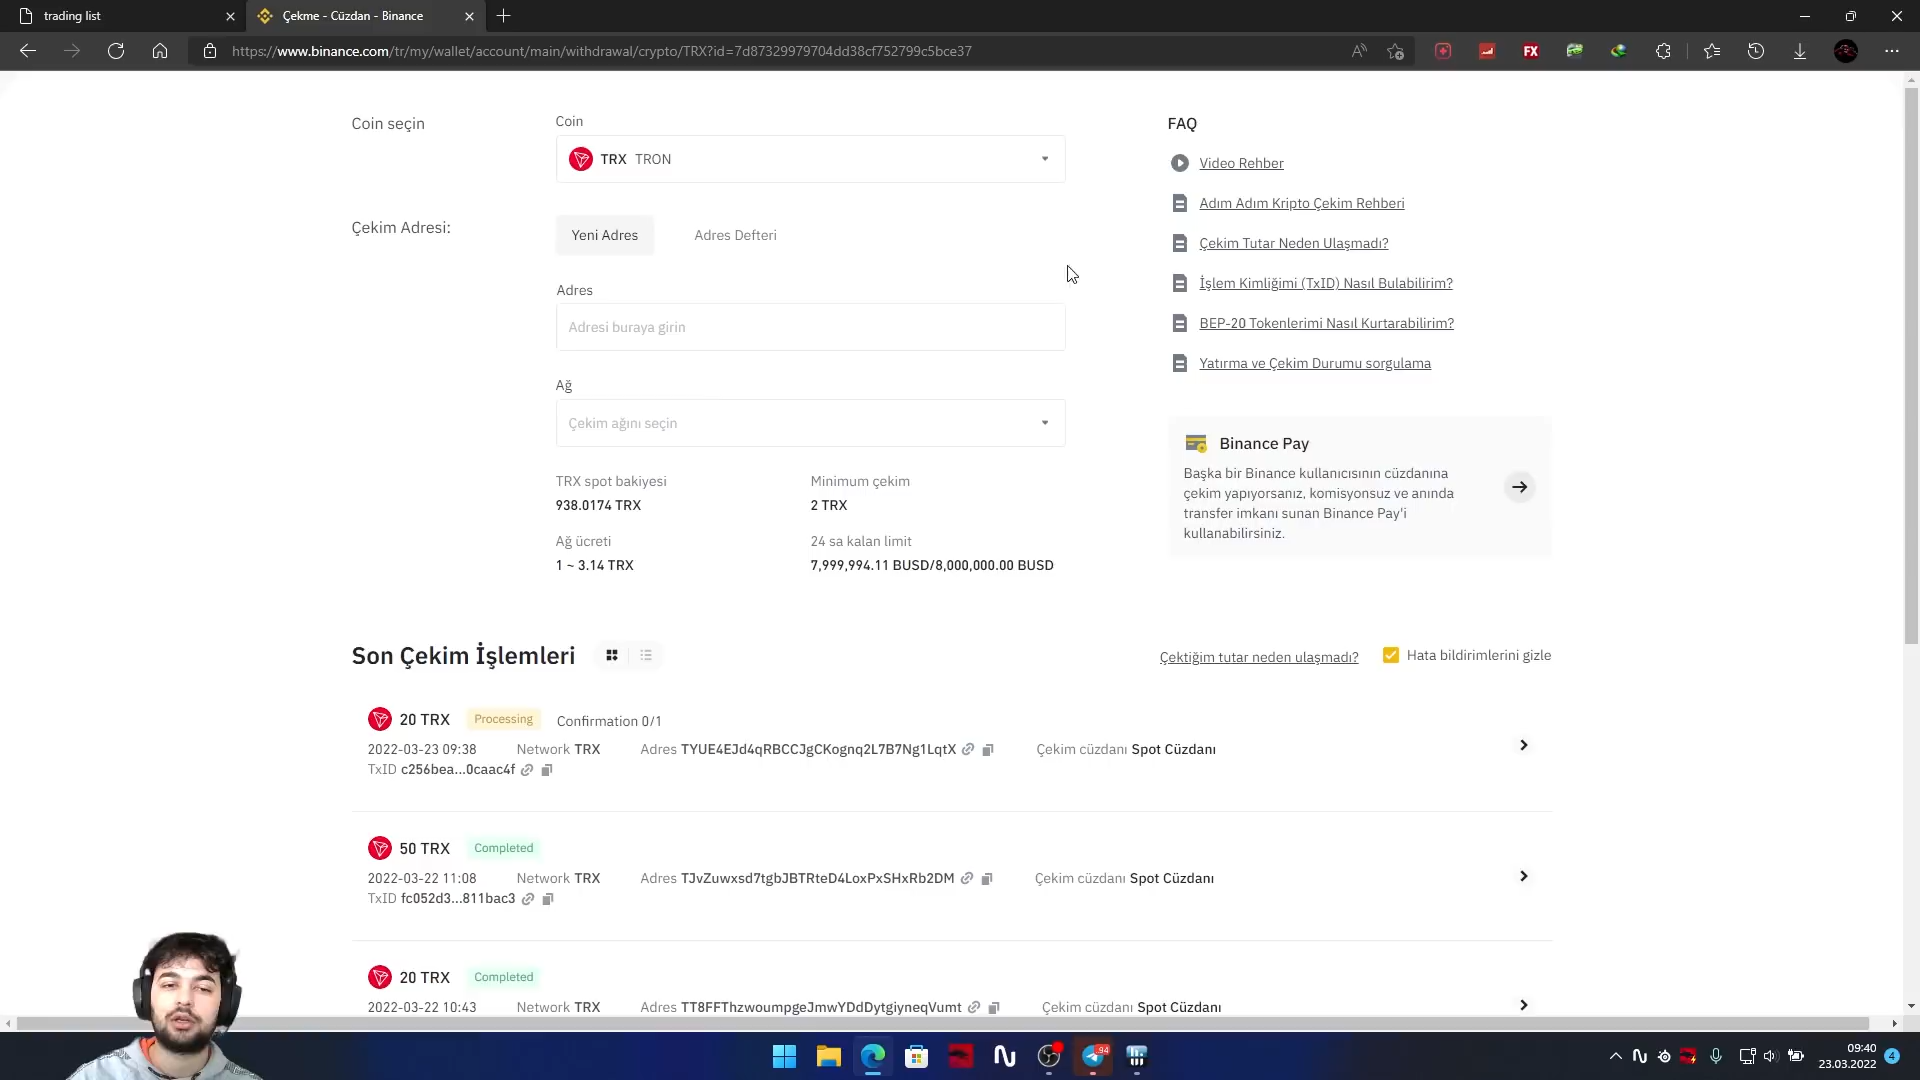 trading list
Çekme - Cüzdan - Binance
https://www.binance.com/tr/my/wallet/account/main/withdrawal/crypto/TRX?id=7d87329979704dd38cf752799c5bce37
FX
Coin seçin
Coin
TRX TRON
Çekim Adresi:
Yeni Adres
Adres Defteri
Adres
Adresi buraya girin
Ağ
Çekim ağını seçin
TRX spot bakiyesi
938.0174 TRX
Minimum çekim
2 TRX
Ağ ücreti
1 ~ 3.14 TRX
24 sa kalan limit
7,999,994.11 BUSD/8,000,000.00 BUSD
FAQ
Video Rehber
Adım Adım Kripto Çekim Rehberi
Çekim Tutar Neden Ulaşmadı?
İşlem Kimliğimi (TxID) Nasıl Bulabilirim?
BEP-20 Tokenlerimi Nasıl Kurtarabilirim?
Yatırma ve Çekim Durumu sorgulama
Binance Pay
Başka bir Binance kullanıcısının cüzdanına
çekim yapıyorsanız, komisyonsuz ve anında
transfer imkanı sunan Binance Pay'i
kullanabilirsiniz.
Son Çekim İşlemleri
Çektiğim tutar neden ulaşmadı?
Hata bildirimlerini gizle
20 TRX Processing Confirmation 0/1
2022-03-23 09:38 Network TRX Adres TYUE4EJd4qRBCCJgCKognq2L7B7Ng1LqtX Çekim cüzdanı Spot Cüzdanı
TxID c256bea...0caac4f
50 TRX Completed
2022-03-22 11:08 Network TRX Adres TJvZuwxsd7tgbJBTRteD4LoxPxSHxRb2DM Çekim cüzdanı Spot Cüzdanı
TxID fc052d3...811bac3
20 TRX Completed
2022-03-22 10:43 Network TRX Adres TT8FFThzwoumpgeJmwYDdDytgiyneqVumt Çekim cüzdanı Spot Cüzdanı
94
09:40
23.03.2022
4